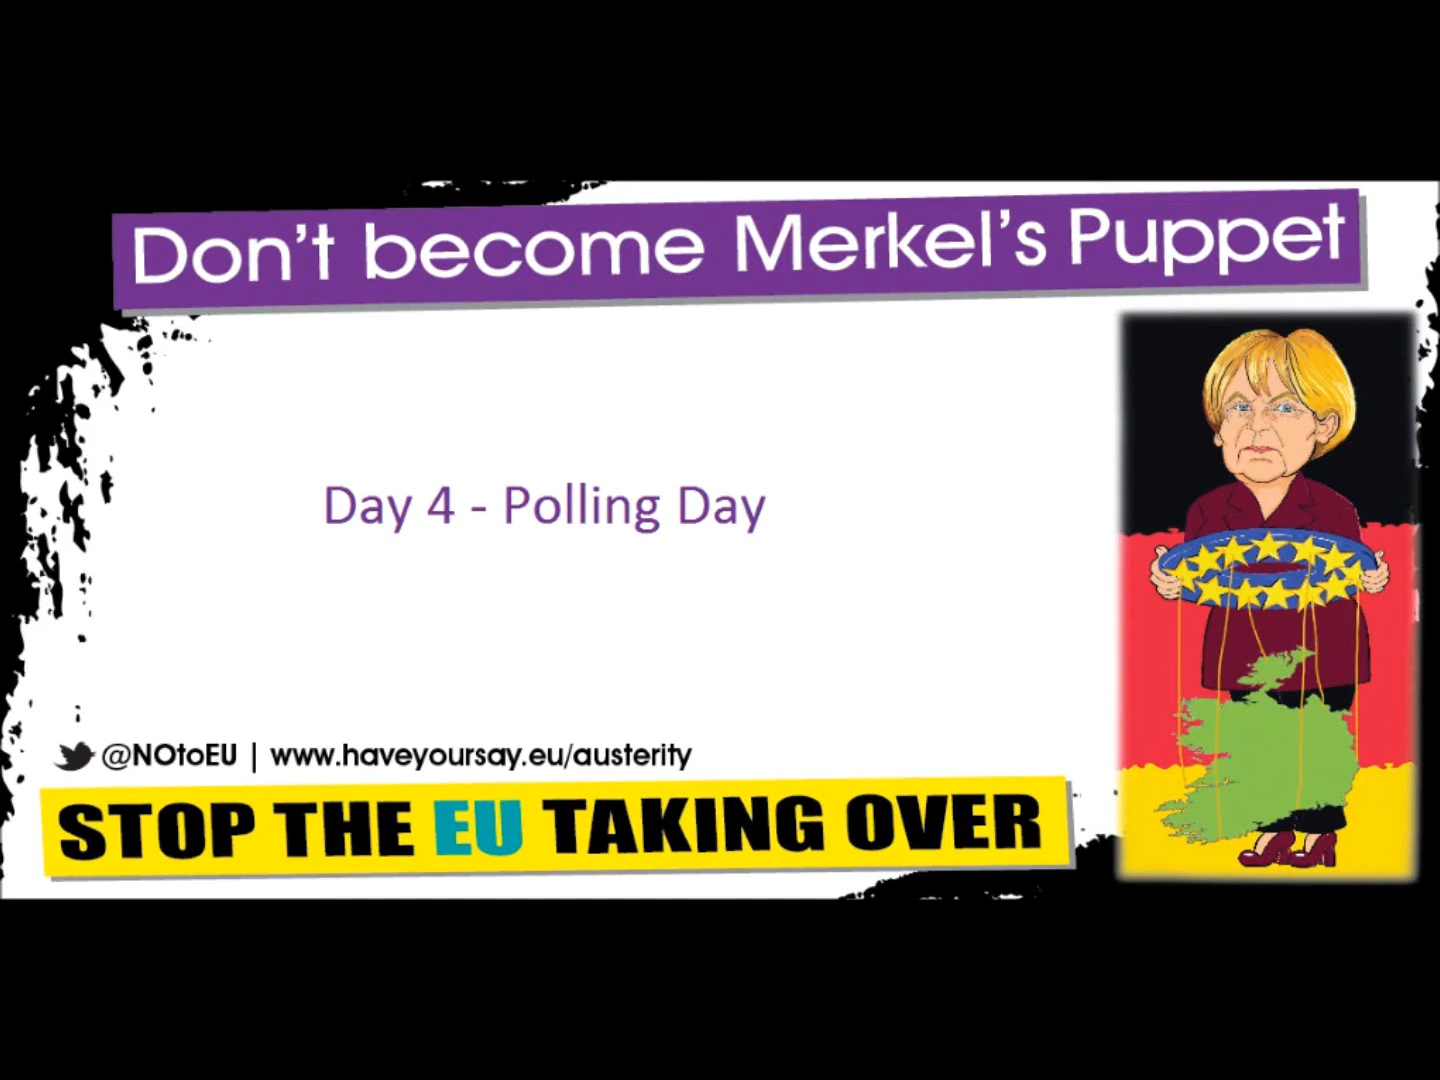 Don't become Merkel's Puppet
Day 4 - Polling Day
@NOtoEU | www.haveyoursay.eu/austerity
STOP THE EU TAKING OVER